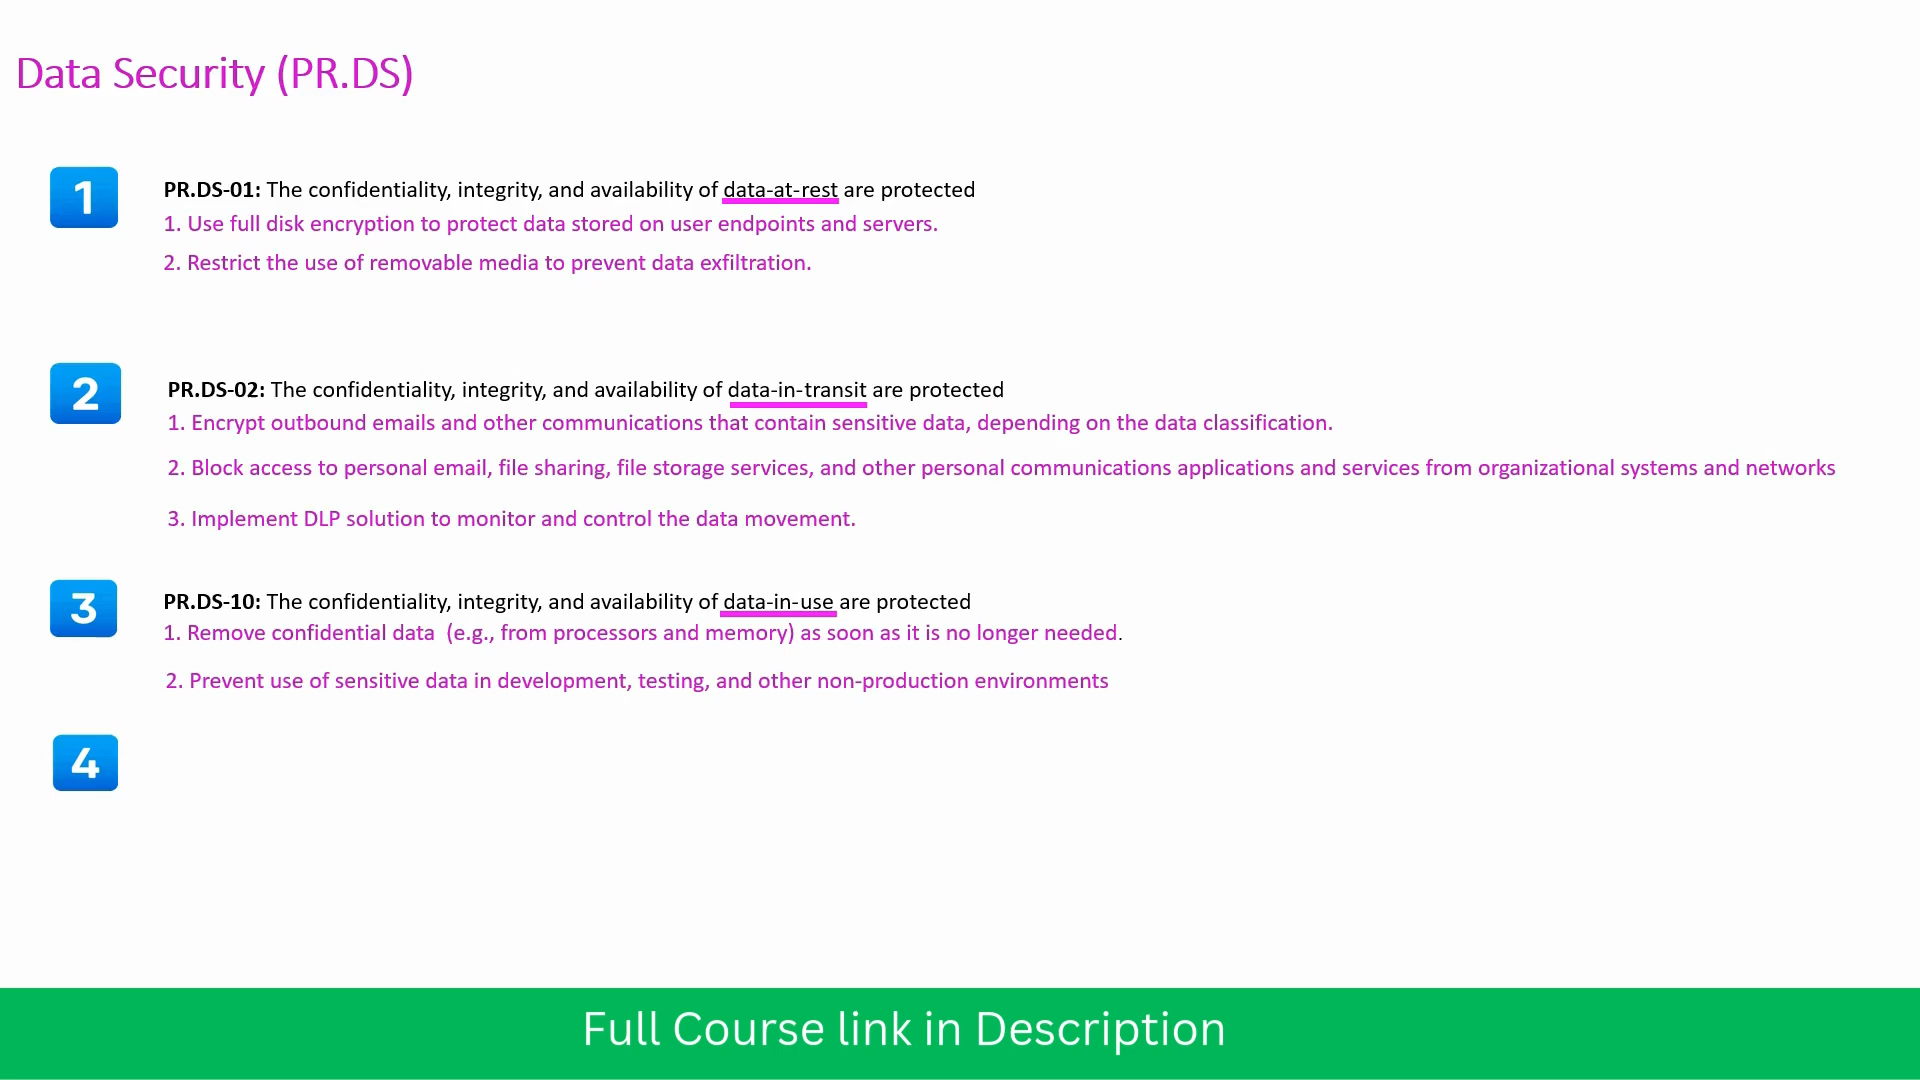 Data Security (PR.DS)
1
PR.DS-01: The confidentiality, integrity, and availability of data-at-rest are protected
1. Use full disk encryption to protect data stored on user endpoints and servers.
2. Restrict the use of removable media to prevent data exfiltration.
2
PR.DS-02: The confidentiality, integrity, and availability of data-in-transit are protected
1. Encrypt outbound emails and other communications that contain sensitive data, depending on the data classification.
2. Block access to personal email, file sharing, file storage services, and other personal communications applications and services from organizational systems and networks
3. Implement DLP solution to monitor and control the data movement.
3
PR.DS-10: The confidentiality, integrity, and availability of data-in-use are protected
1. Remove confidential data  (e.g., from processors and memory) as soon as it is no longer needed.
2. Prevent use of sensitive data in development, testing, and other non-production environments
4
Full Course link in Description